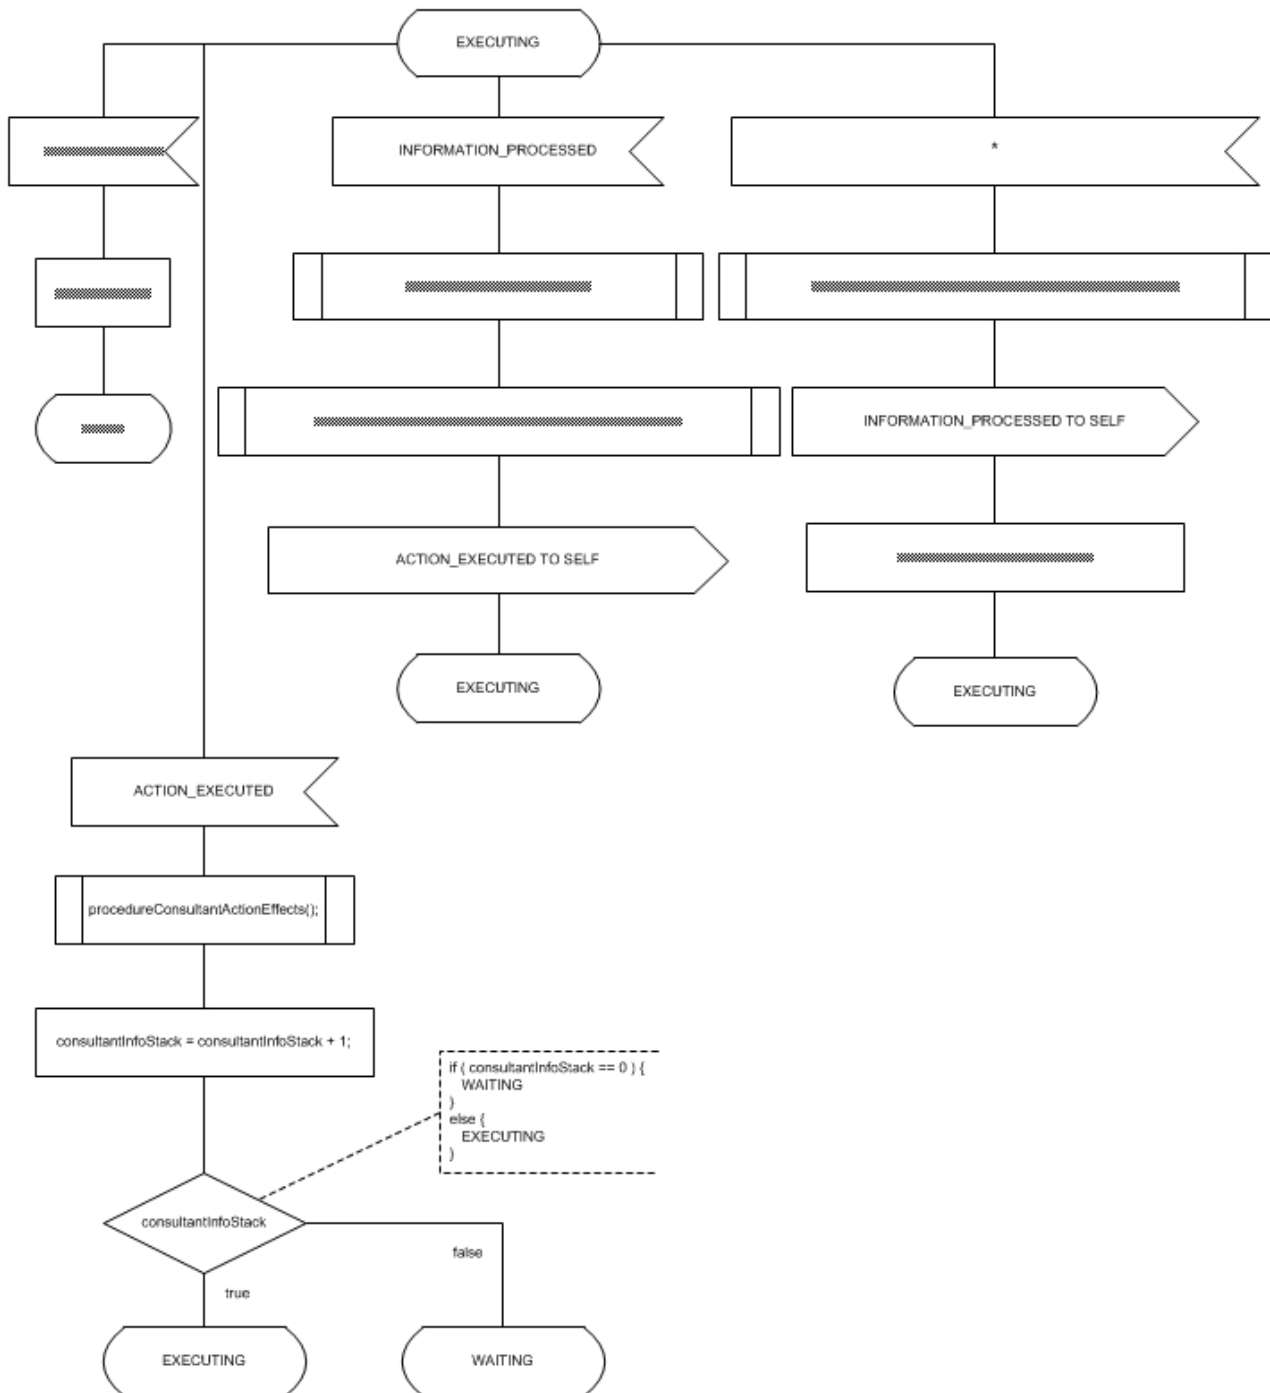 EXECUTING
INFORMATION_PROCESSED
*
INFORMATION_PROCESSED TO SELF
ACTION_EXECUTED TO SELF
EXECUTING
EXECUTING
ACTION_EXECUTED
procedureConsultantActionEffects();
consultantInfoStack = consultantInfoStack + 1;
if ( consultantInfoStack == 0 ) {
WAITING
}
else {
EXECUTING
}
consultantInfoStack
false
true
EXECUTING
WAITING